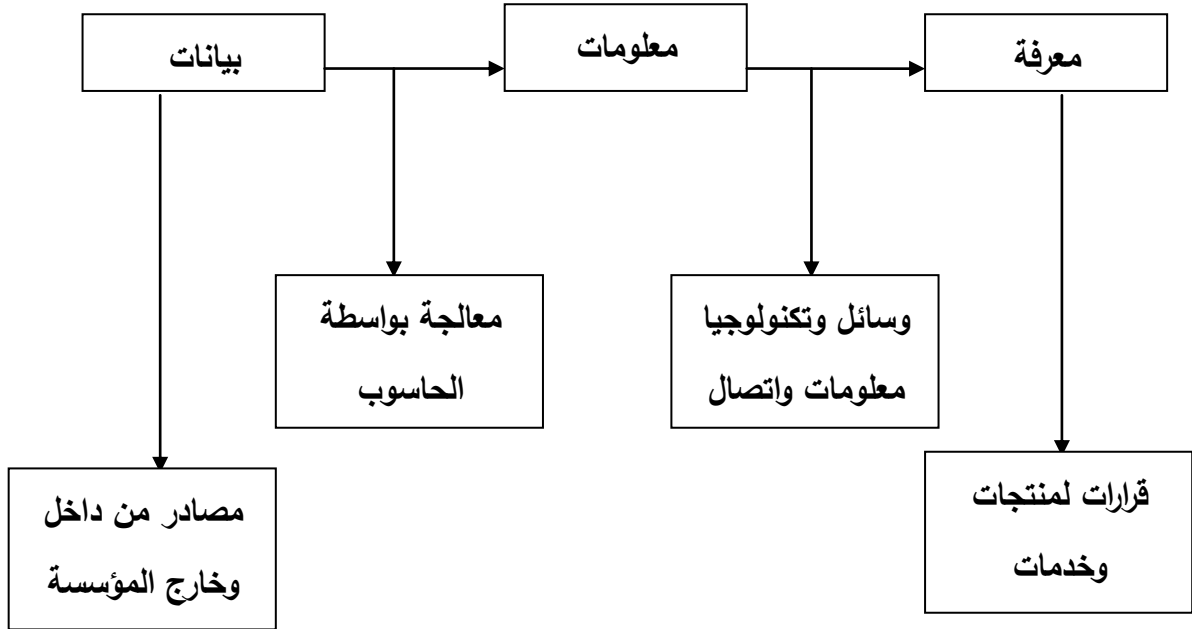 بيانات
معلومات
معرفة
معالجة بواسطة
الحاسوب
وسائل وتكنولوجيا
معلومات واتصال
مصادر من داخل
وخارج المؤسسة
قرارات لمنتجات
وخدمات